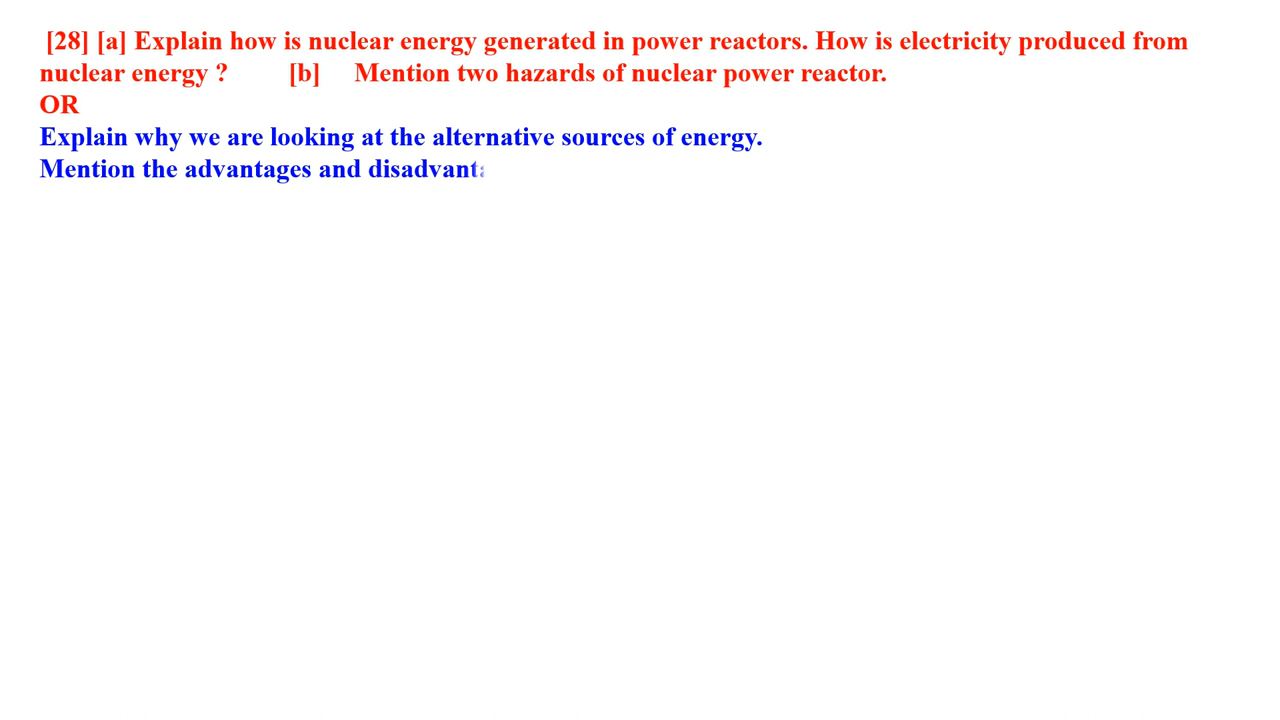 [28] [a] Explain how is nuclear energy generated in power reactors. How is electricity produced from
nuclear energy ? [b] Mention two hazards of nuclear power reactor.
OR
Explain why we are looking at the alternative sources of energy.
Mention the advantages and